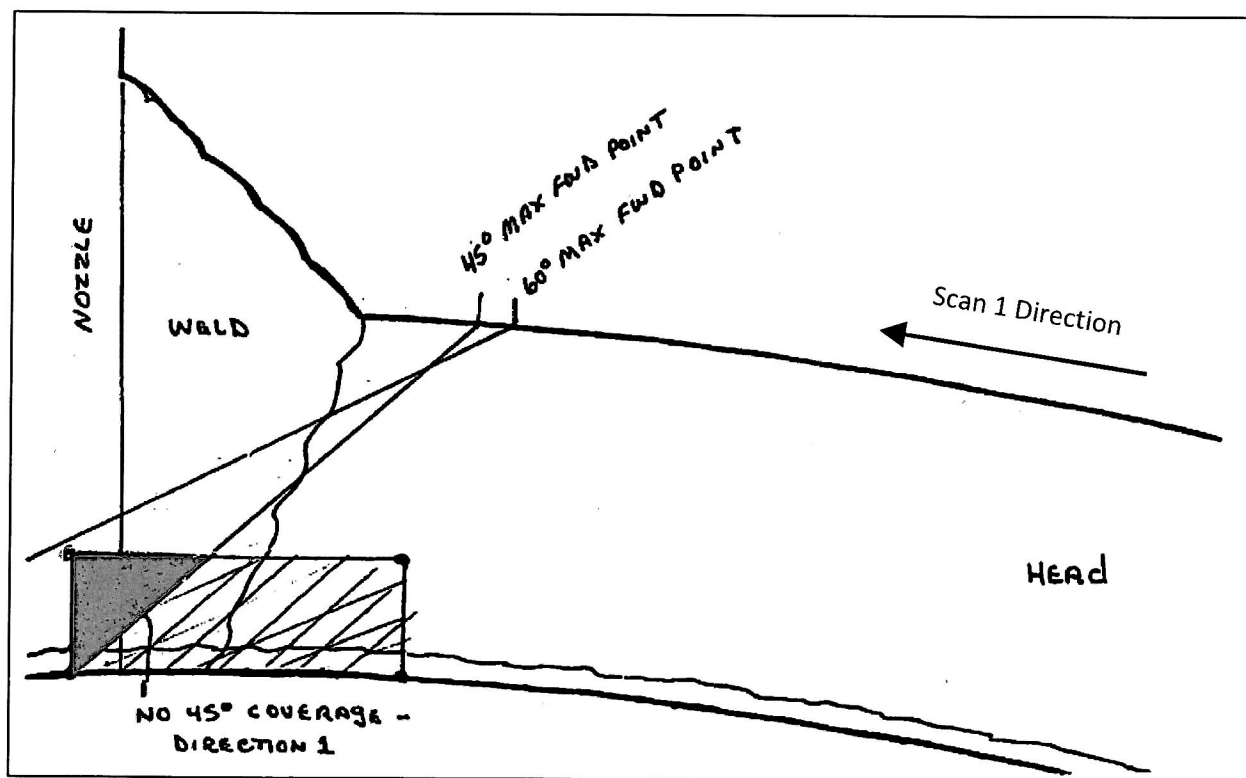 NOZZLE
WELD
45° MAX FWD POINT
60° MAX FWD POINT
Scan 1 Direction
HEAd
NO 45° COVERAGE -
DIRECTION 1